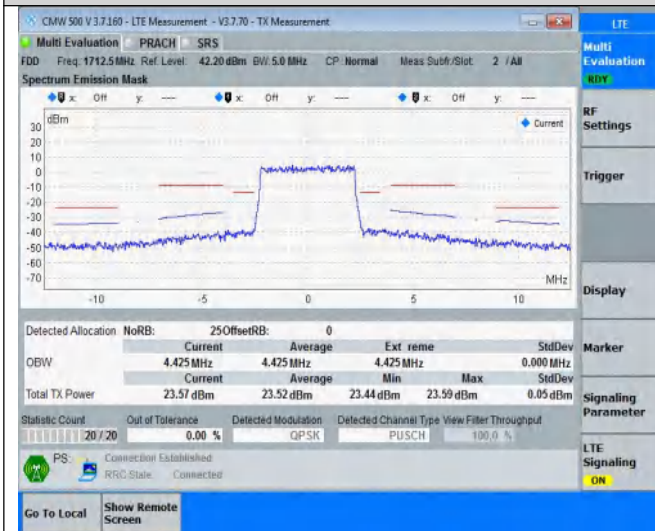 CMW 500 V 3.7.160 - LTE Measurement - V3.7.70 - TX Measurement
LTE
Multi Evaluation PRACH SRS
FDD Freq: 1712.5 MHz Ref. Level: 42.20 dBm BW: 5.0 MHz CP: Normal Meas Subfr./Slot: 2 / All
Spectrum Emission Mask
x: Off y: --- x: Off y: --- x: Off y: ---
dBm
Current
30
20
10
0
-10
-20
-30
-40
-50
-60
-70
MHz
-10 -5 0 5 10
Detected Allocation NoRB: 25 OffsetRB: 0
Current Average Ext reme StdDev
OBW 4.425 MHz 4.425 MHz 4.425 MHz 0.000 MHz
Current Average Min Max StdDev
Total TX Power 23.57 dBm 23.52 dBm 23.44 dBm 23.59 dBm 0.05 dBm
Statistic Count Out of Tolerance Detected Modulation Detected Channel Type View Filter Throughput
20 / 20 0.00 % QPSK PUSCH 100.0 %
PS: Connection Established
RRC State: Connected
Multi
Evaluation
RDY
RF
Settings
Trigger
Display
Marker
Signaling
Parameter
LTE
Signaling
ON
Go To Local
Show Remote
Screen